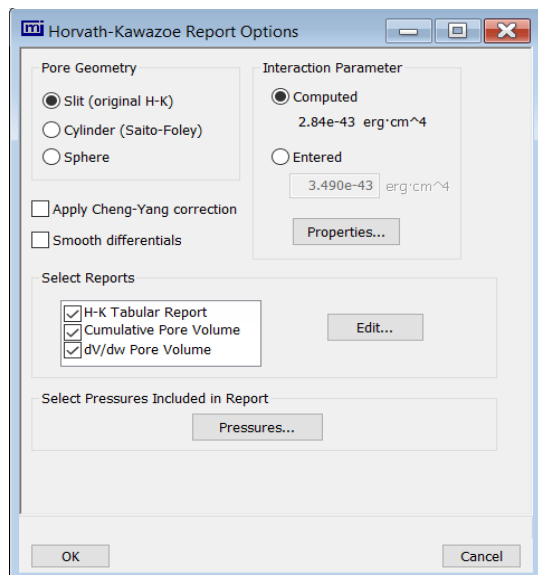 mi Horvath-Kawazoe Report Options
Pore Geometry
Slit (original H-K)
Cylinder (Saito-Foley)
Sphere
Interaction Parameter
Computed
2.84e-43 erg·cm^4
Entered
3.490e-43 erg·cm^4
Properties...
Apply Cheng-Yang correction
Smooth differentials
Select Reports
H-K Tabular Report
Cumulative Pore Volume
dV/dw Pore Volume
Edit...
Select Pressures Included in Report
Pressures...
OK
Cancel